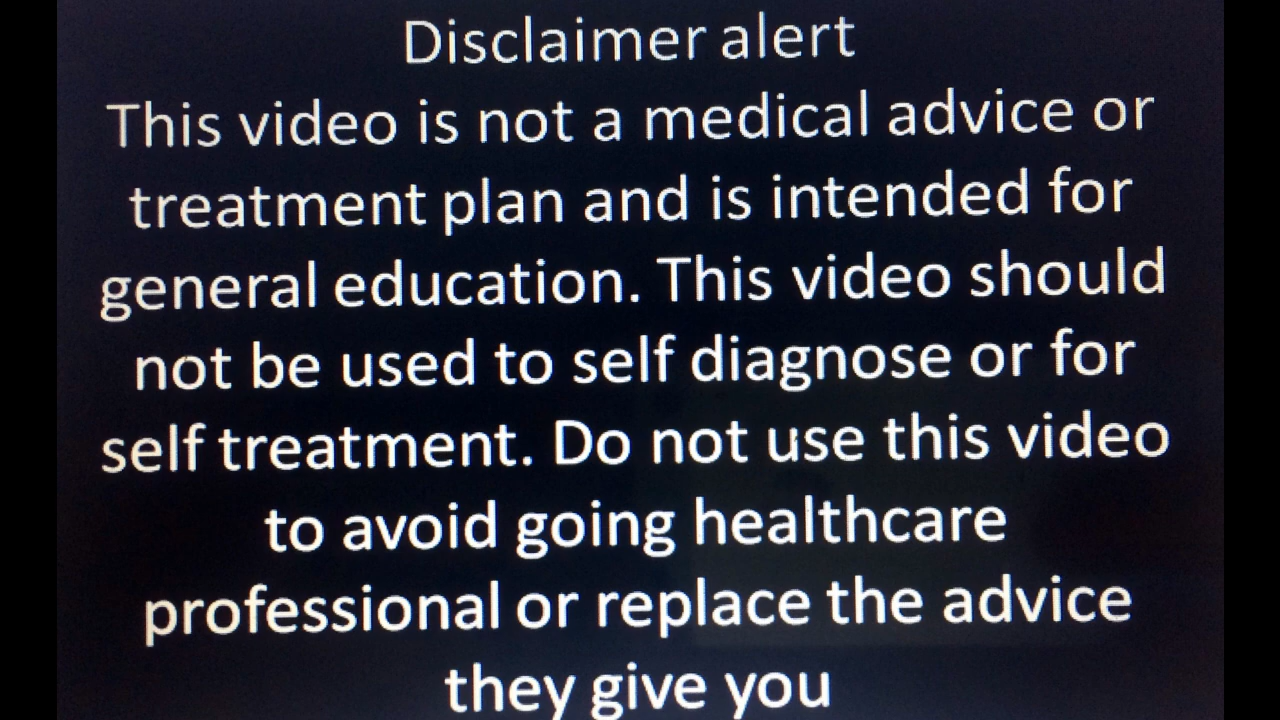 Disclaimer alert
This video is not a medical advice or
treatment plan and is intended for
general education. This video should
not be used to self diagnose or for
self treatment. Do not use this video
to avoid going healthcare
professional or replace the advice
they give you